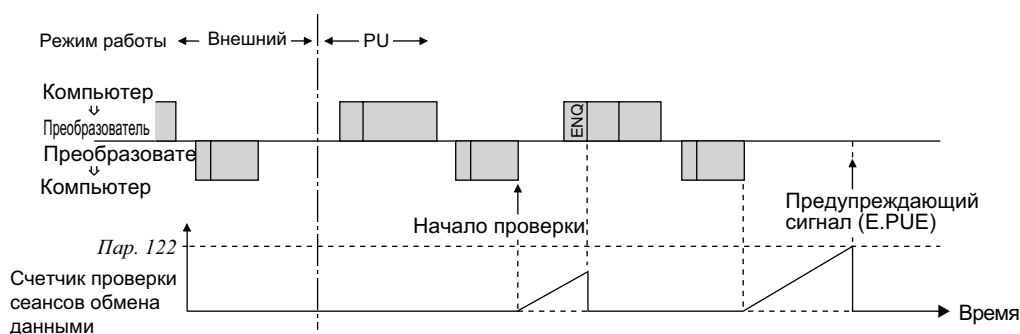 Режим работы
Внешний
PU
Компьютер
Преобразователь
ENQ
Преобразовате
Компьютер
Начало проверки
Предупреждающий
сигнал (E.PUE)
Пар. 122
Счетчик проверки
сеансов обмена
данными
Время